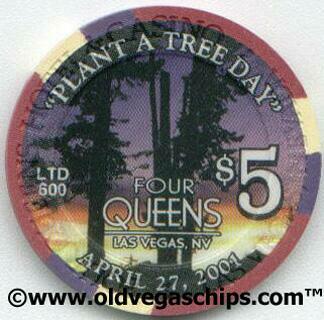 "PLANT A TREE DAY"
LTD
600
$5
FOUR
QUEENS
LAS VEGAS, NV
APRIL 27, 2001
©www.oldvegaschips.com™